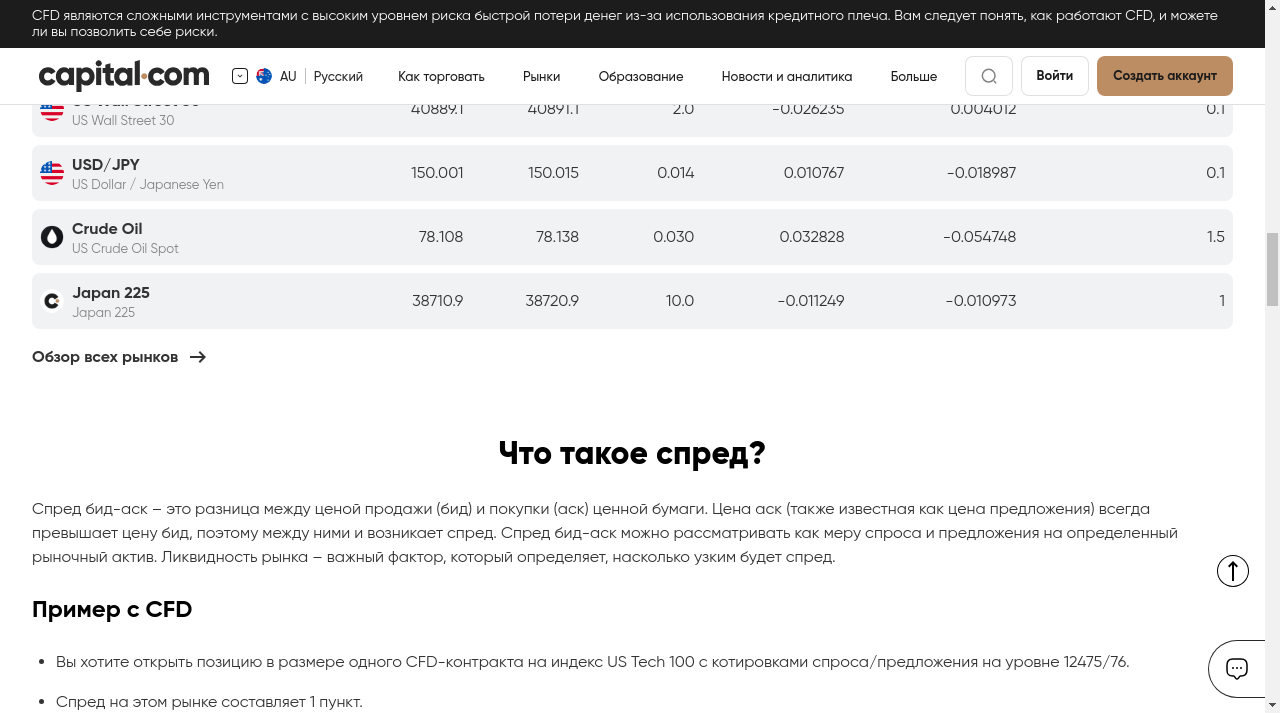 CFD являются сложными инструментами с высоким уровнем риска быстрой потери денег из-за использования кредитного плеча. Вам следует понять, как работают CFD, и можете
ли вы позволить себе риски.
capital.com AU Русский Как торговать Рынки Образование Новости и аналитика Больше Войти Создать аккаунт
40889.1 40891.1 2.0 -0.026235 0.004012 0.1
US Wall Street 30
USD/JPY
US Dollar / Japanese Yen
150.001 150.015 0.014 0.010767 -0.018987 0.1
Crude Oil
US Crude Oil Spot
78.108 78.138 0.030 0.032828 -0.054748 1.5
Japan 225
Japan 225
38710.9 38720.9 10.0 -0.011249 -0.010973 1
Обзор всех рынков
Что такое спред?
Спред бид-аск – это разница между ценой продажи (бид) и покупки (аск) ценной бумаги. Цена аск (также известная как цена предложения) всегда
превышает цену бид, поэтому между ними и возникает спред. Спред бид-аск можно рассматривать как меру спроса и предложения на определенный
рыночный актив. Ликвидность рынка – важный фактор, который определяет, насколько узким будет спред.
Пример с CFD
Вы хотите открыть позицию в размере одного CFD-контракта на индекс US Tech 100 с котировками спроса/предложения на уровне 12475/76.
Спред на этом рынке составляет 1 пункт.